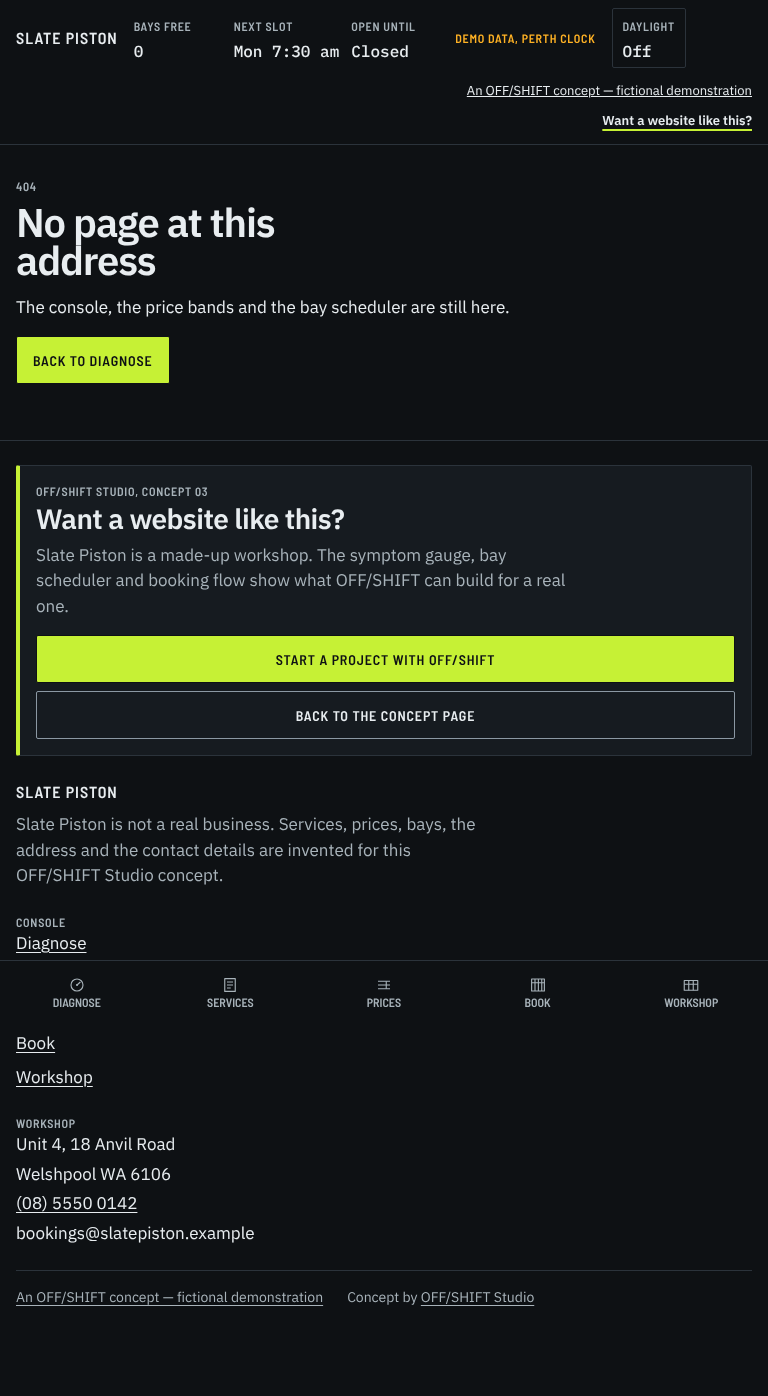 SLATE PISTON
BAYS FREE
0
NEXT SLOT
Mon 7:30 am
OPEN UNTIL
Closed
DEMO DATA, PERTH CLOCK
DAYLIGHT
Off
An OFF/SHIFT concept — fictional demonstration
Want a website like this?
404
No page at this
address
The console, the price bands and the bay scheduler are still here.
BACK TO DIAGNOSE
OFF/SHIFT STUDIO, CONCEPT 03
Want a website like this?
Slate Piston is a made-up workshop. The symptom gauge, bay
scheduler and booking flow show what OFF/SHIFT can build for a real
one.
START A PROJECT WITH OFF/SHIFT
BACK TO THE CONCEPT PAGE
SLATE PISTON
Slate Piston is not a real business. Services, prices, bays, the
address and the contact details are invented for this
OFF/SHIFT Studio concept.
CONSOLE
Diagnose
DIAGNOSE
SERVICES
PRICES
BOOK
WORKSHOP
Book
Workshop
WORKSHOP
Unit 4, 18 Anvil Road
Welshpool WA 6106
(08) 5550 0142
bookings@slatepiston.example
An OFF/SHIFT concept — fictional demonstration
Concept by OFF/SHIFT Studio